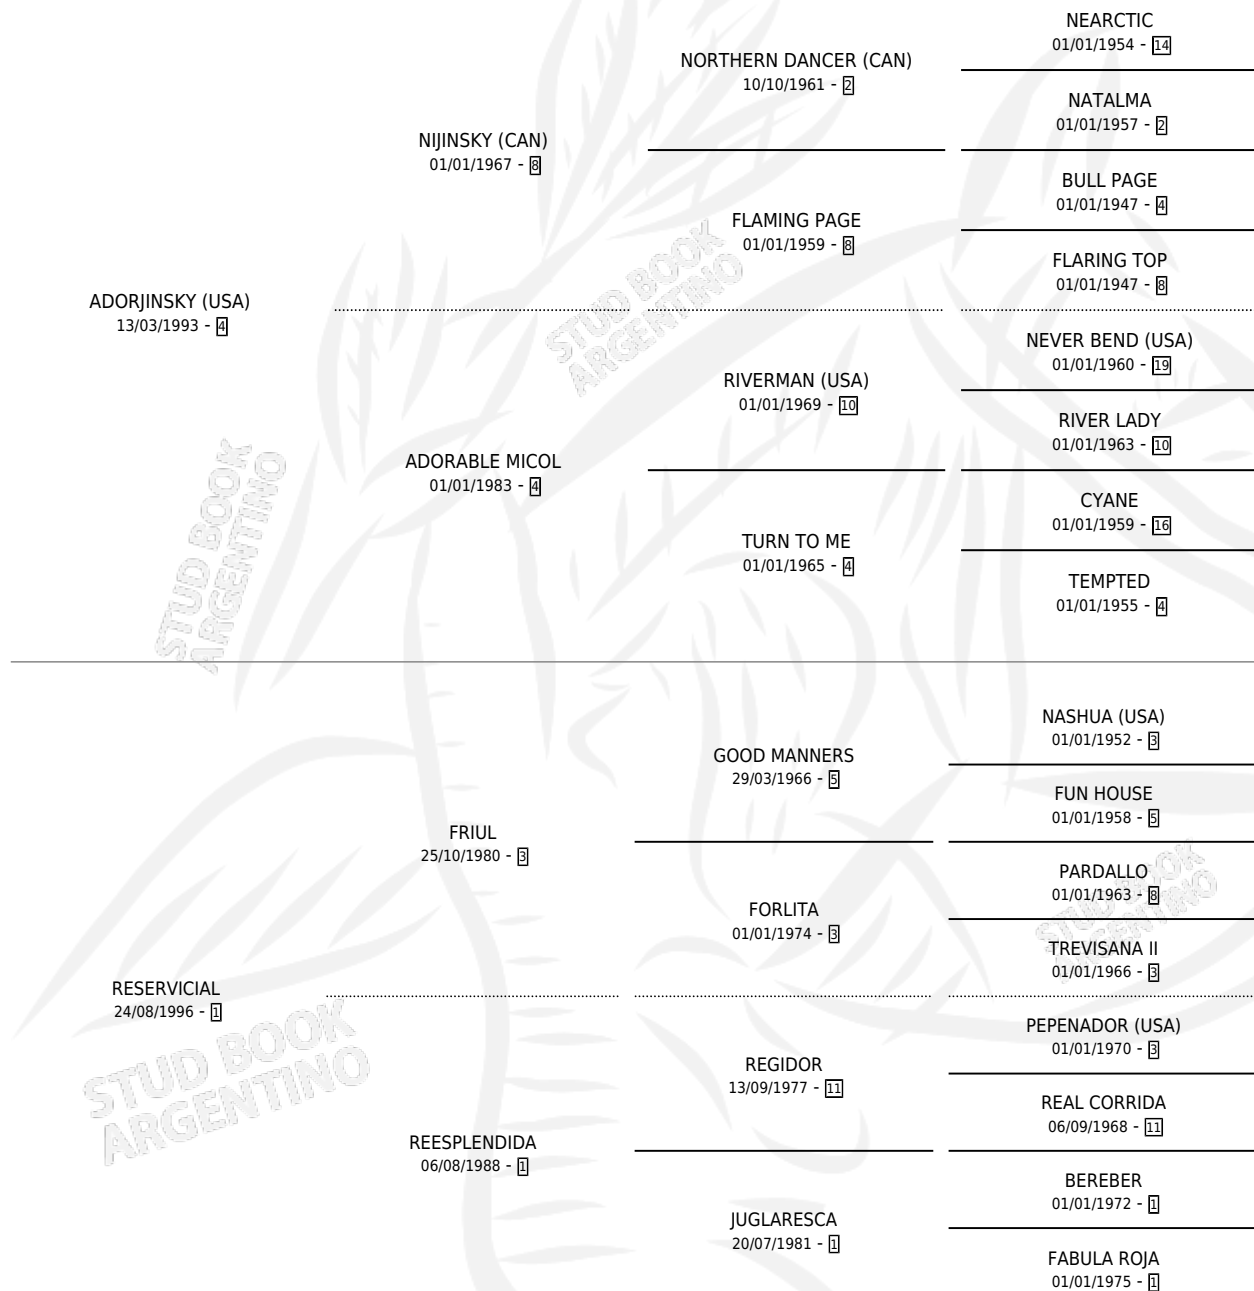 NEARCTIC
01/01/1954 - 14
NORTHERN DANCER (CAN)
10/10/1961 - 2
NATALMA
01/01/1957 - 2
NIJINSKY (CAN)
01/01/1967 - 8
BULL PAGE
01/01/1947 - 4
FLAMING PAGE
01/01/1959 - 8
FLARING TOP
01/01/1947 - 8
ADORJINSKY (USA)
13/03/1993 - 4
NEVER BEND (USA)
01/01/1960 - 19
RIVERMAN (USA)
01/01/1969 - 10
RIVER LADY
01/01/1963 - 10
ADORABLE MICOL
01/01/1983 - 4
CYANE
01/01/1959 - 16
TURN TO ME
01/01/1965 - 4
TEMPTED
01/01/1955 - 4
NASHUA (USA)
01/01/1952 - 3
GOOD MANNERS
29/03/1966 - 5
FUN HOUSE
01/01/1958 - 5
FRIUL
25/10/1980 - 3
PARDALLO
01/01/1963 - 8
FORLITA
01/01/1974 - 3
TREVISANA II
01/01/1966 - 3
RESERVICIAL
24/08/1996 - 1
PEPENADOR (USA)
01/01/1970 - 3
REGIDOR
13/09/1977 - 11
REAL CORRIDA
06/09/1968 - 11
REESPLENDIDA
06/08/1988 - 1
BEREBER
01/01/1972 - 1
JUGLARESCA
20/07/1981 - 1
FABULA ROJA
01/01/1975 - 1
STUD BOOK
ARGENTINO
STUD BOOK
ARGENTINO
STUD BOOK
ARGENTINO
STUD BOOK
ARGENTINO